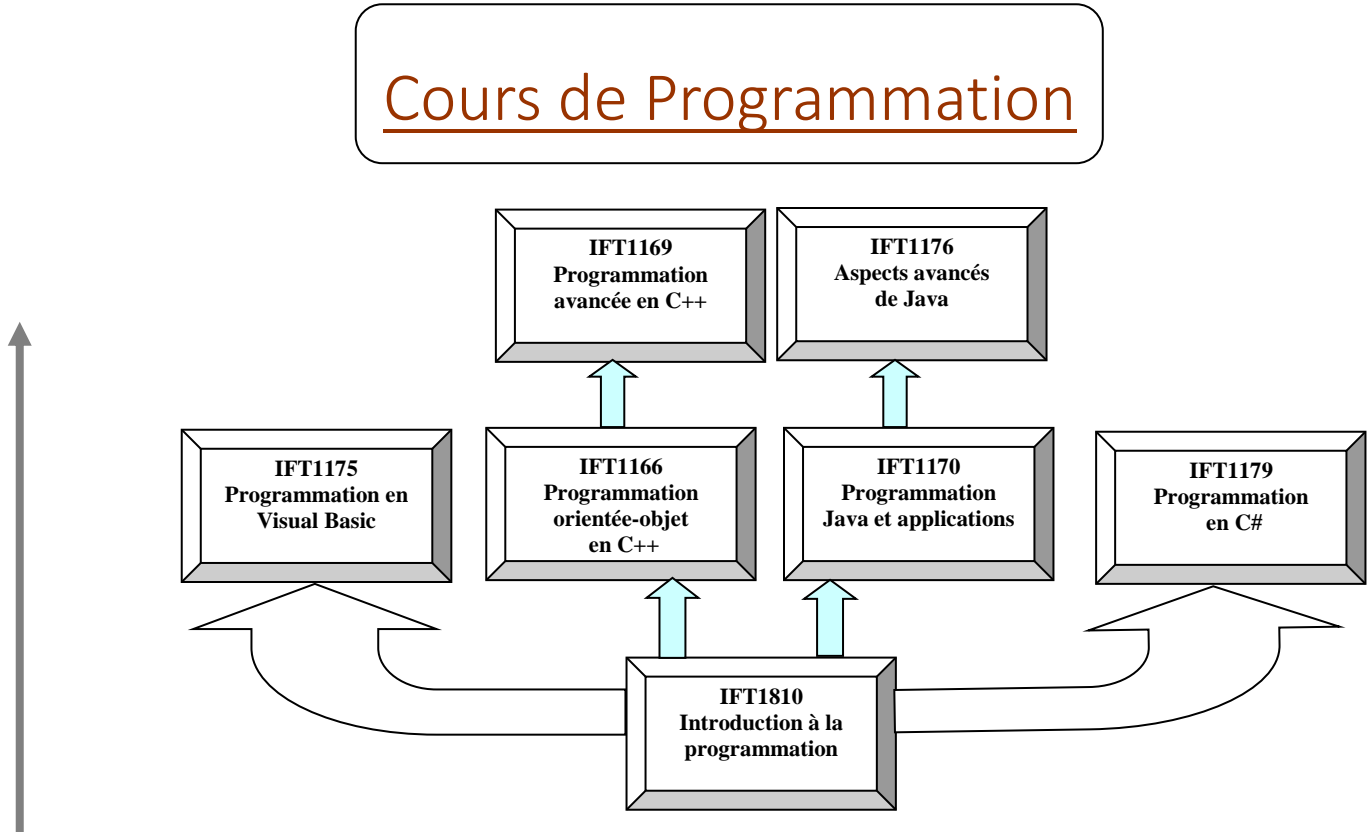 Cours de Programmation
IFT1169
Programmation
avancée en C++
IFT1176
Aspects avancés
de Java
IFT1175
Programmation en
Visual Basic
IFT1166
Programmation
orientée-objet
en C++
IFT1170
Programmation
Java et applications
IFT1179
Programmation
en C#
IFT1810
Introduction à la
programmation